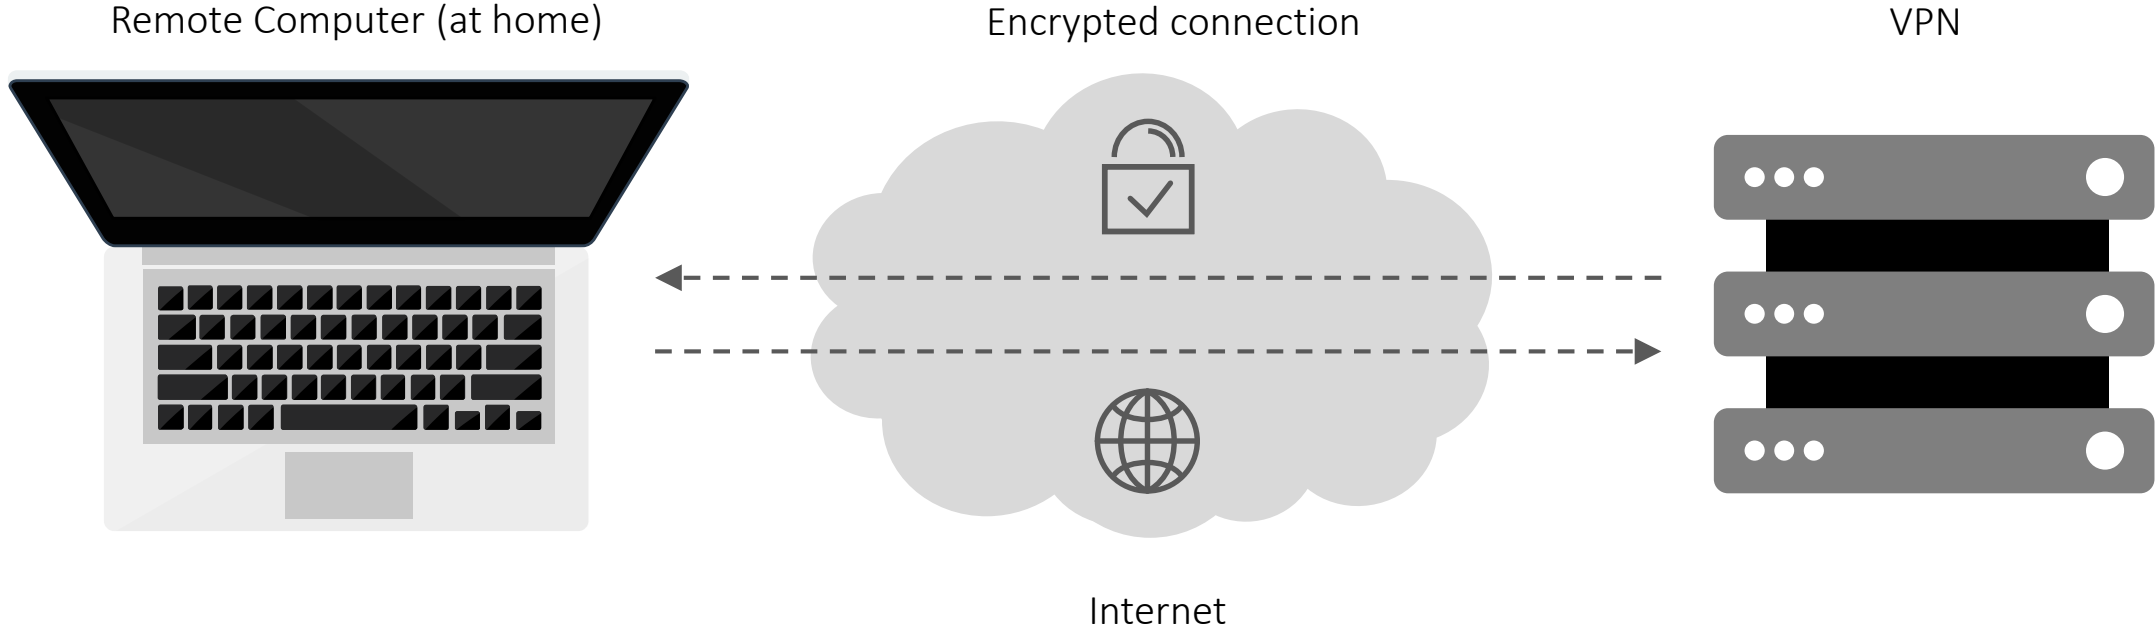 Remote Computer (at home)
Encrypted connection
VPN
Internet